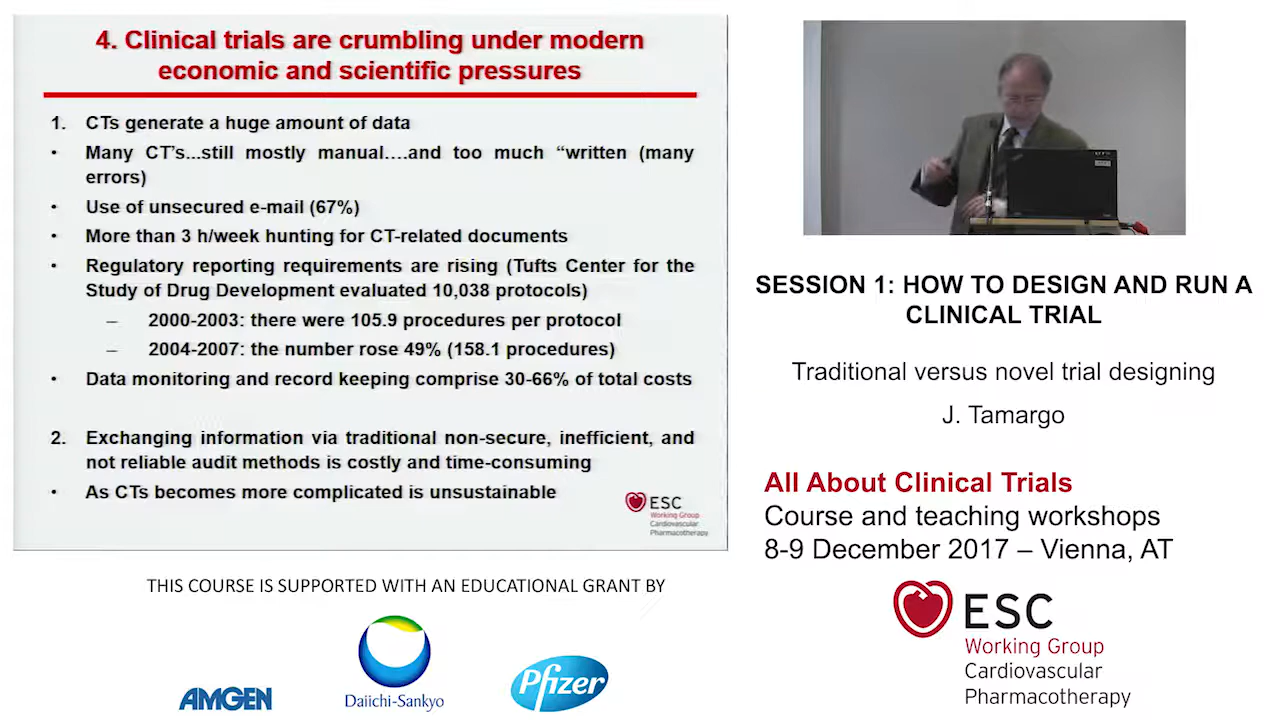 4. Clinical trials are crumbling under modern
economic and scientific pressures
1. CTs generate a huge amount of data
• Many CT's...still mostly manual....and too much “written (many
errors)
• Use of unsecured e-mail (67%)
• More than 3 h/week hunting for CT-related documents
• Regulatory reporting requirements are rising (Tufts Center for the
Study of Drug Development evaluated 10,038 protocols)
– 2000-2003: there were 105.9 procedures per protocol
– 2004-2007: the number rose 49% (158.1 procedures)
• Data monitoring and record keeping comprise 30-66% of total costs
2. Exchanging information via traditional non-secure, inefficient, and
not reliable audit methods is costly and time-consuming
• As CTs becomes more complicated is unsustainable
ESC
Working Group
Cardiovascular
Pharmacotherapy
SESSION 1: HOW TO DESIGN AND RUN A
CLINICAL TRIAL
Traditional versus novel trial designing
J. Tamargo
All About Clinical Trials
Course and teaching workshops
8-9 December 2017 – Vienna, AT
ESC
Working Group
Cardiovascular
Pharmacotherapy
THIS COURSE IS SUPPORTED WITH AN EDUCATIONAL GRANT BY
AMGEN
Daiichi-Sankyo
Pfizer